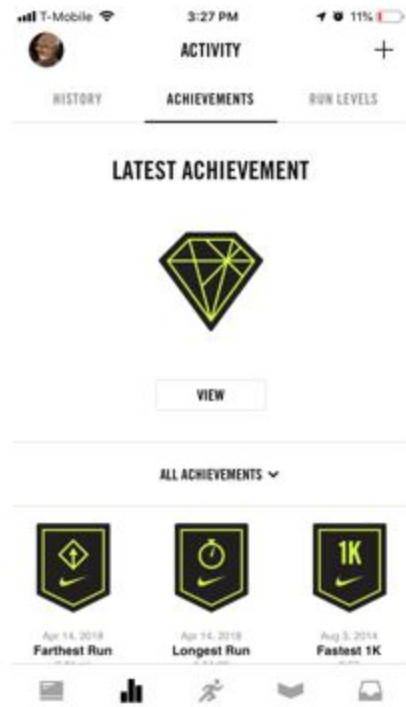 T-Mobile 3:27 PM 11%
ACTIVITY
HISTORY ACHIEVEMENTS RUN LEVELS
LATEST ACHIEVEMENT
VIEW
ALL ACHIEVEMENTS
1K
Apr 14, 2018 Apr 14, 2018 Aug 3, 2014
Farthest Run Longest Run Fastest 1K